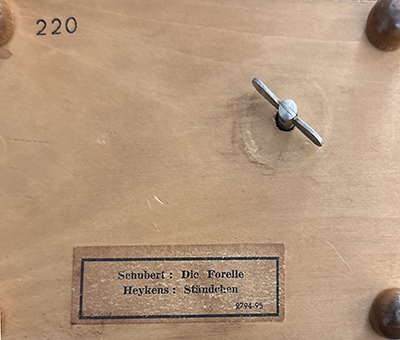 220
Schubert : Die Forelle
Heykens : Ständchen
2794-95